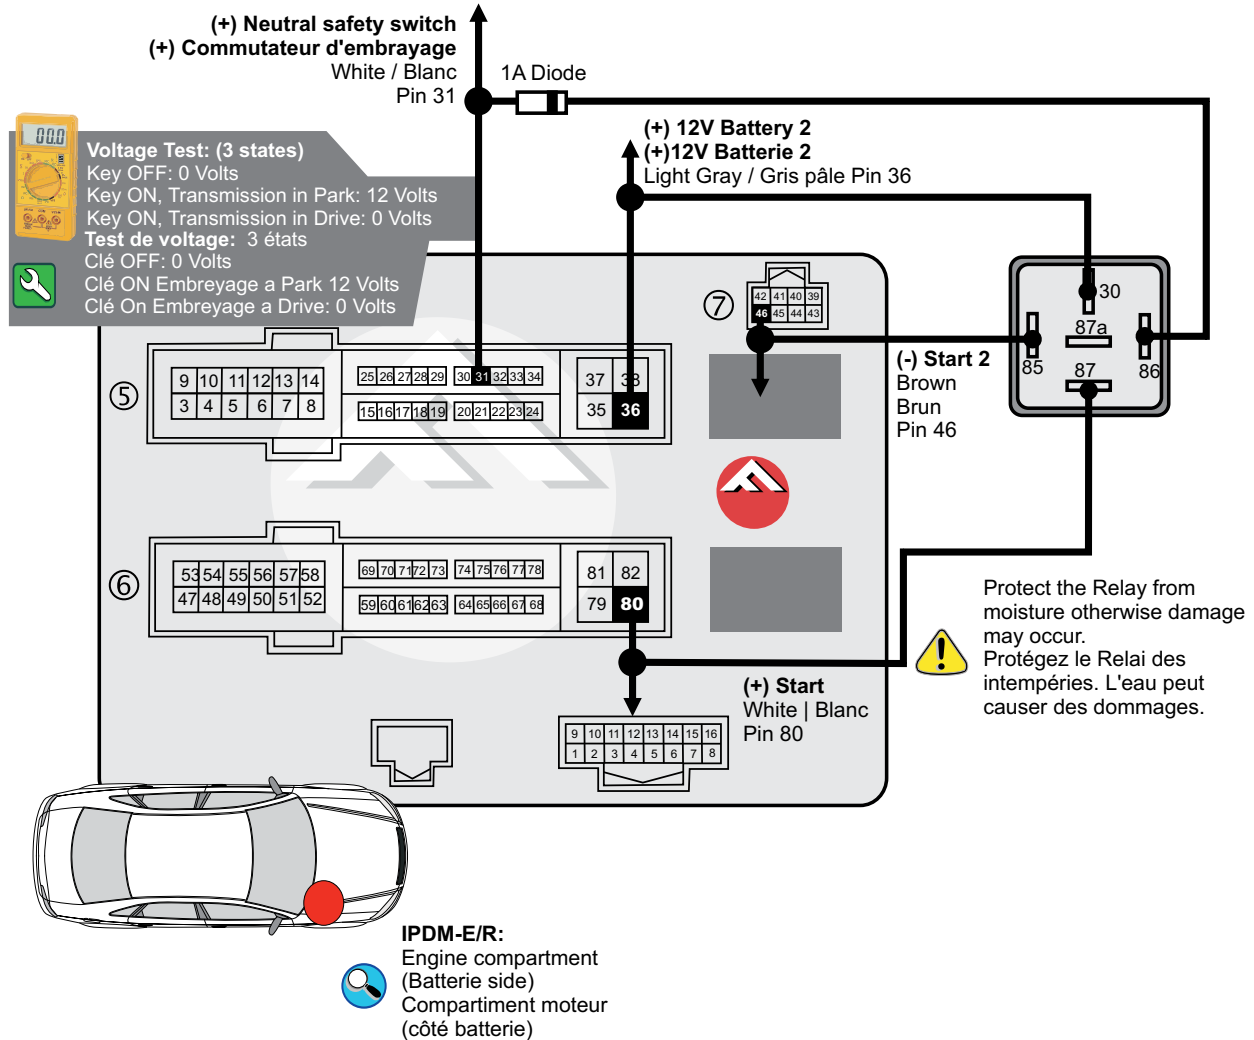 (+) Neutral safety switch
(+) Commutateur d'embrayage
White / Blanc
Pin 31
1A Diode
(+) 12V Battery 2
(+)12V Batterie 2
Light Gray / Gris pâle Pin 36
00.0
Voltage Test: (3 states)
Key OFF: 0 Volts
Key ON, Transmission in Park: 12 Volts
Key ON, Transmission in Drive: 0 Volts
Test de voltage: 3 états
Clé OFF: 0 Volts
Clé ON Embreyage a Park 12 Volts
Clé On Embreyage a Drive: 0 Volts
7
42 41 40 39
46 45 44 43
30
87a
85
87
86
(-) Start 2
Brown
Brun
Pin 46
5
9 10 11 12 13 14
3 4 5 6 7 8
25 26 27 28 29 30 31 32 33 34
15 16 17 18 19 20 21 22 23 24
37 38
35 36
6
53 54 55 56 57 58
47 48 49 50 51 52
69 70 71 72 73 74 75 76 77 78
59 60 61 62 63 64 65 66 67 68
81 82
79 80
(+) Start
White | Blanc
Pin 80
9 10 11 12 13 14 15 16
1 2 3 4 5 6 7 8
Protect the Relay from
moisture otherwise damage
may occur.
Protégez le Relai des
intempéries. L'eau peut
causer des dommages.
IPDM-E/R:
Engine compartment
(Batterie side)
Compartiment moteur
(côté batterie)